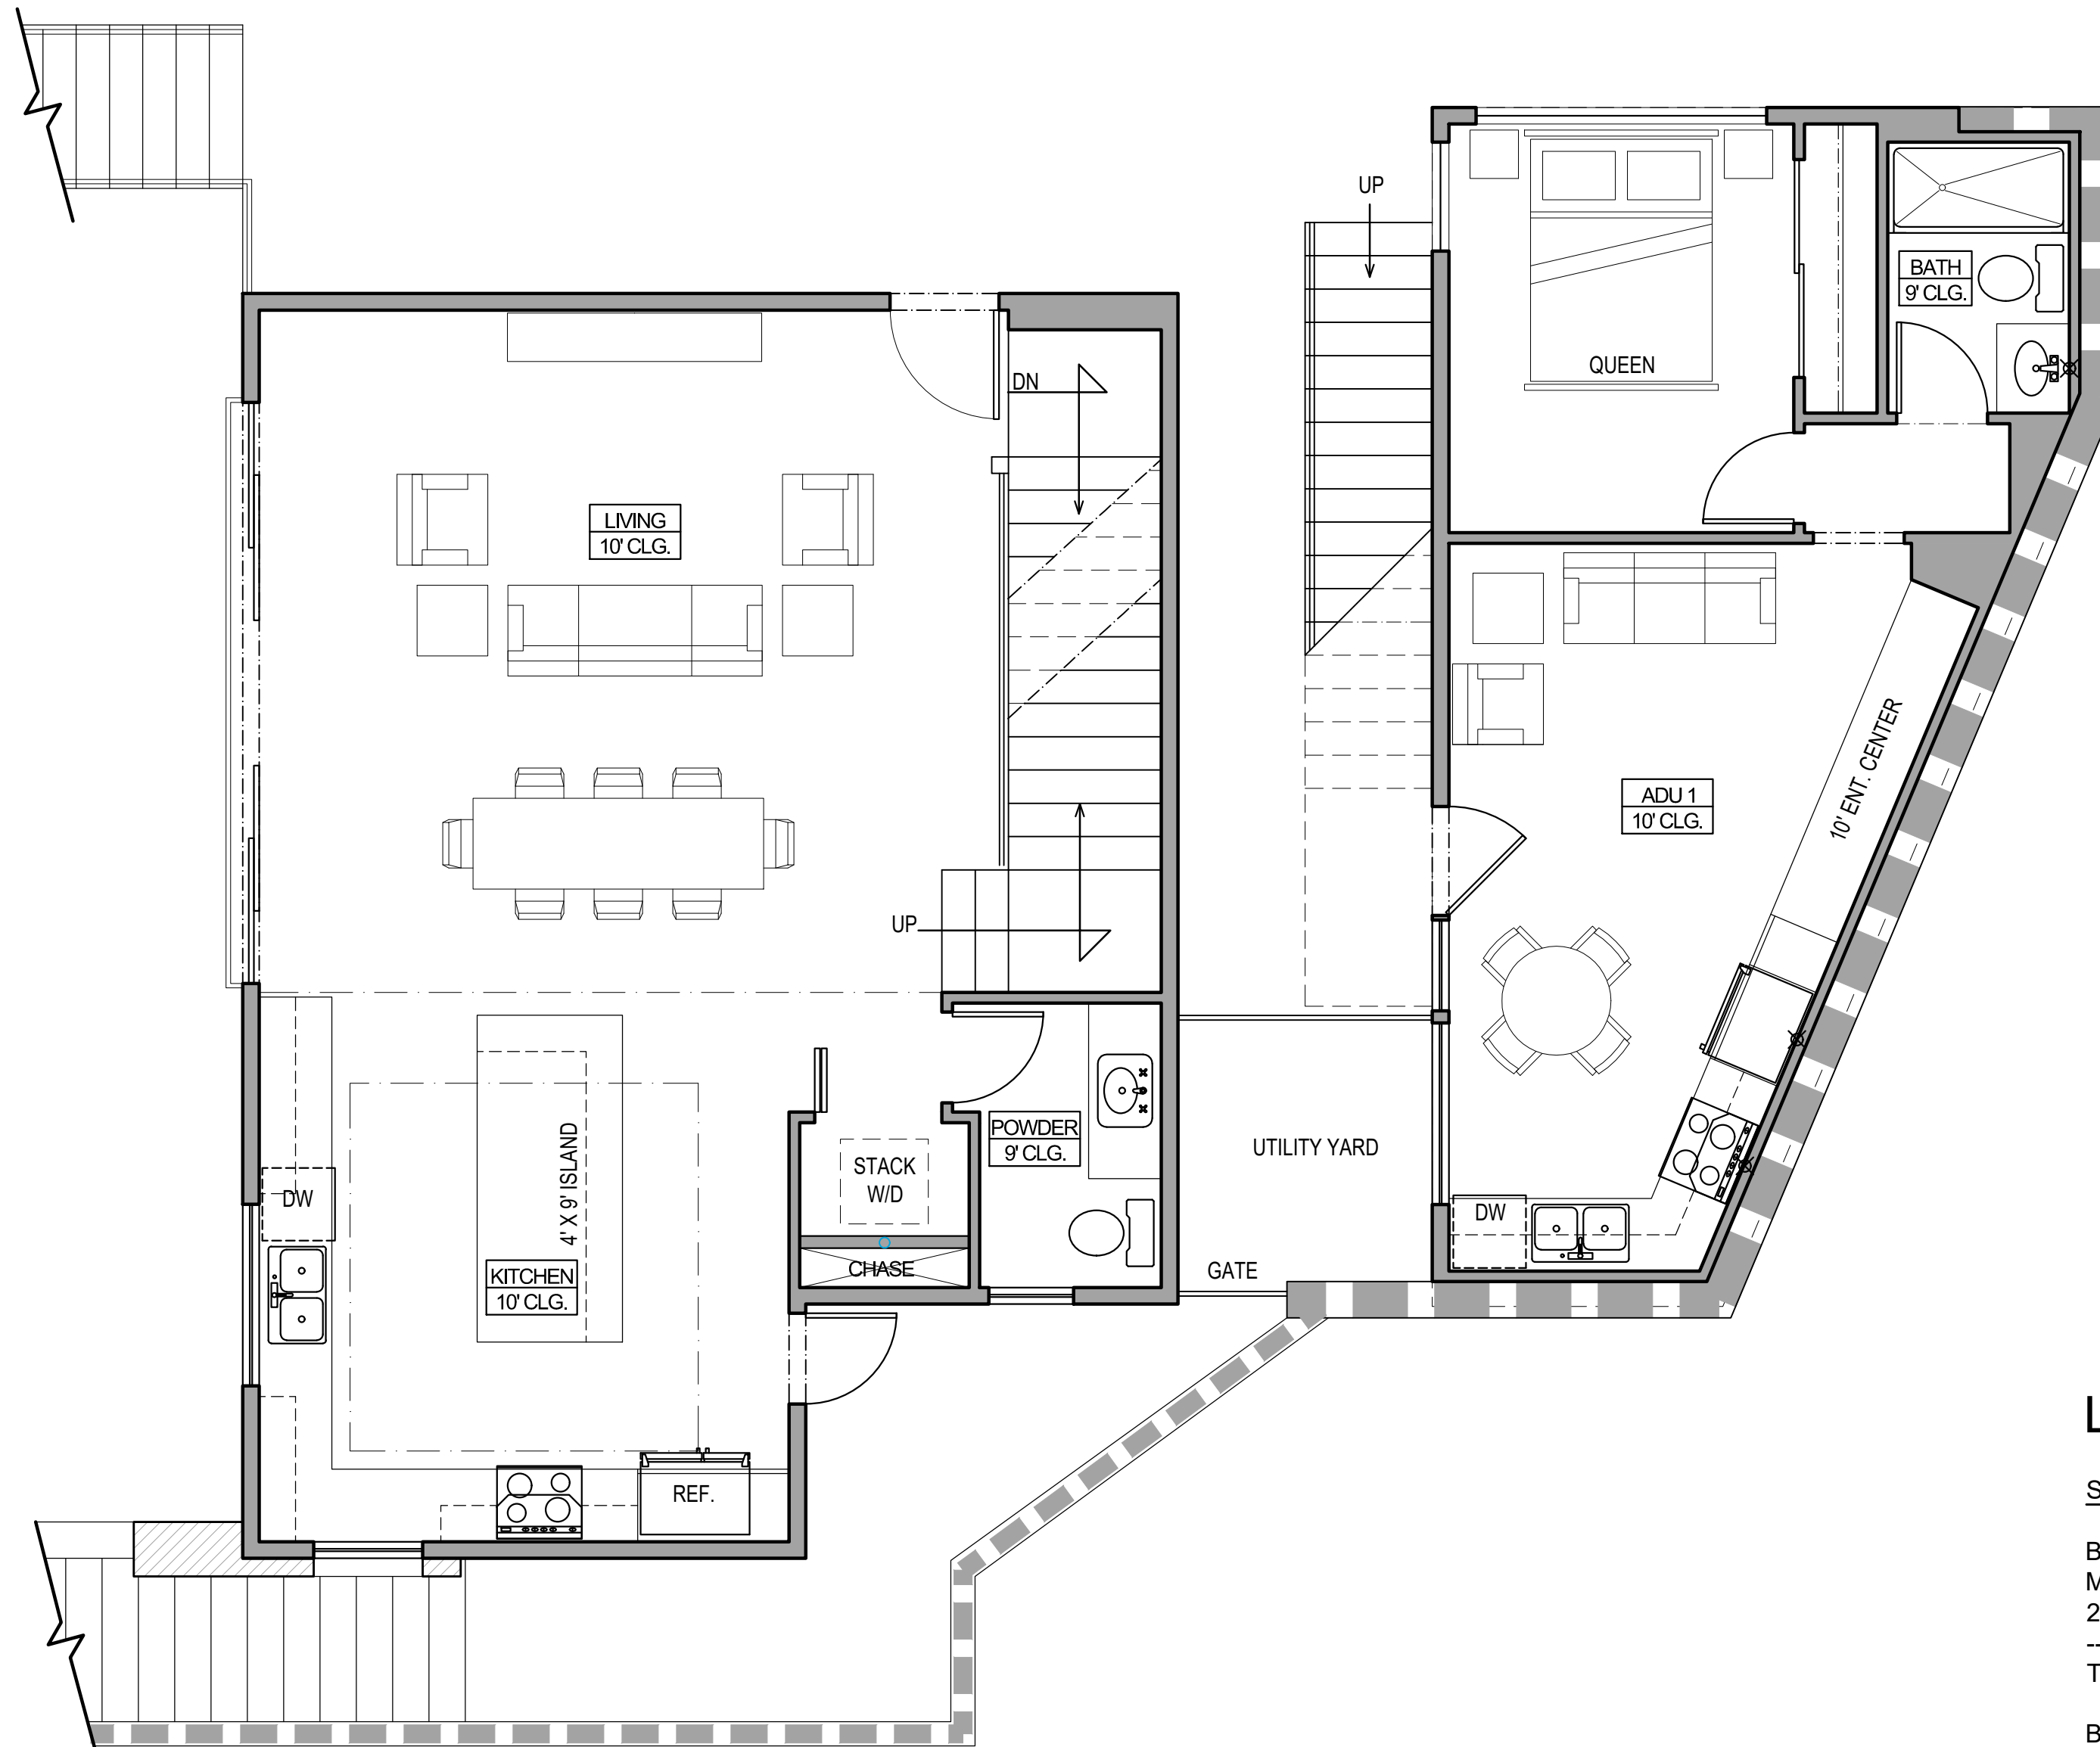 UP
BATH
9' CLG.
QUEEN
DN
LIVING
10' CLG.
10' ENT. CENTER
ADU 1
10' CLG.
UP
POWDER
9' CLG.
UTILITY YARD
STACK
W/D
4' X 9' ISLAND
DW
DW
CHASE
GATE
KITCHEN
10' CLG.
REF.
L
S
B
M
2
--
T
B